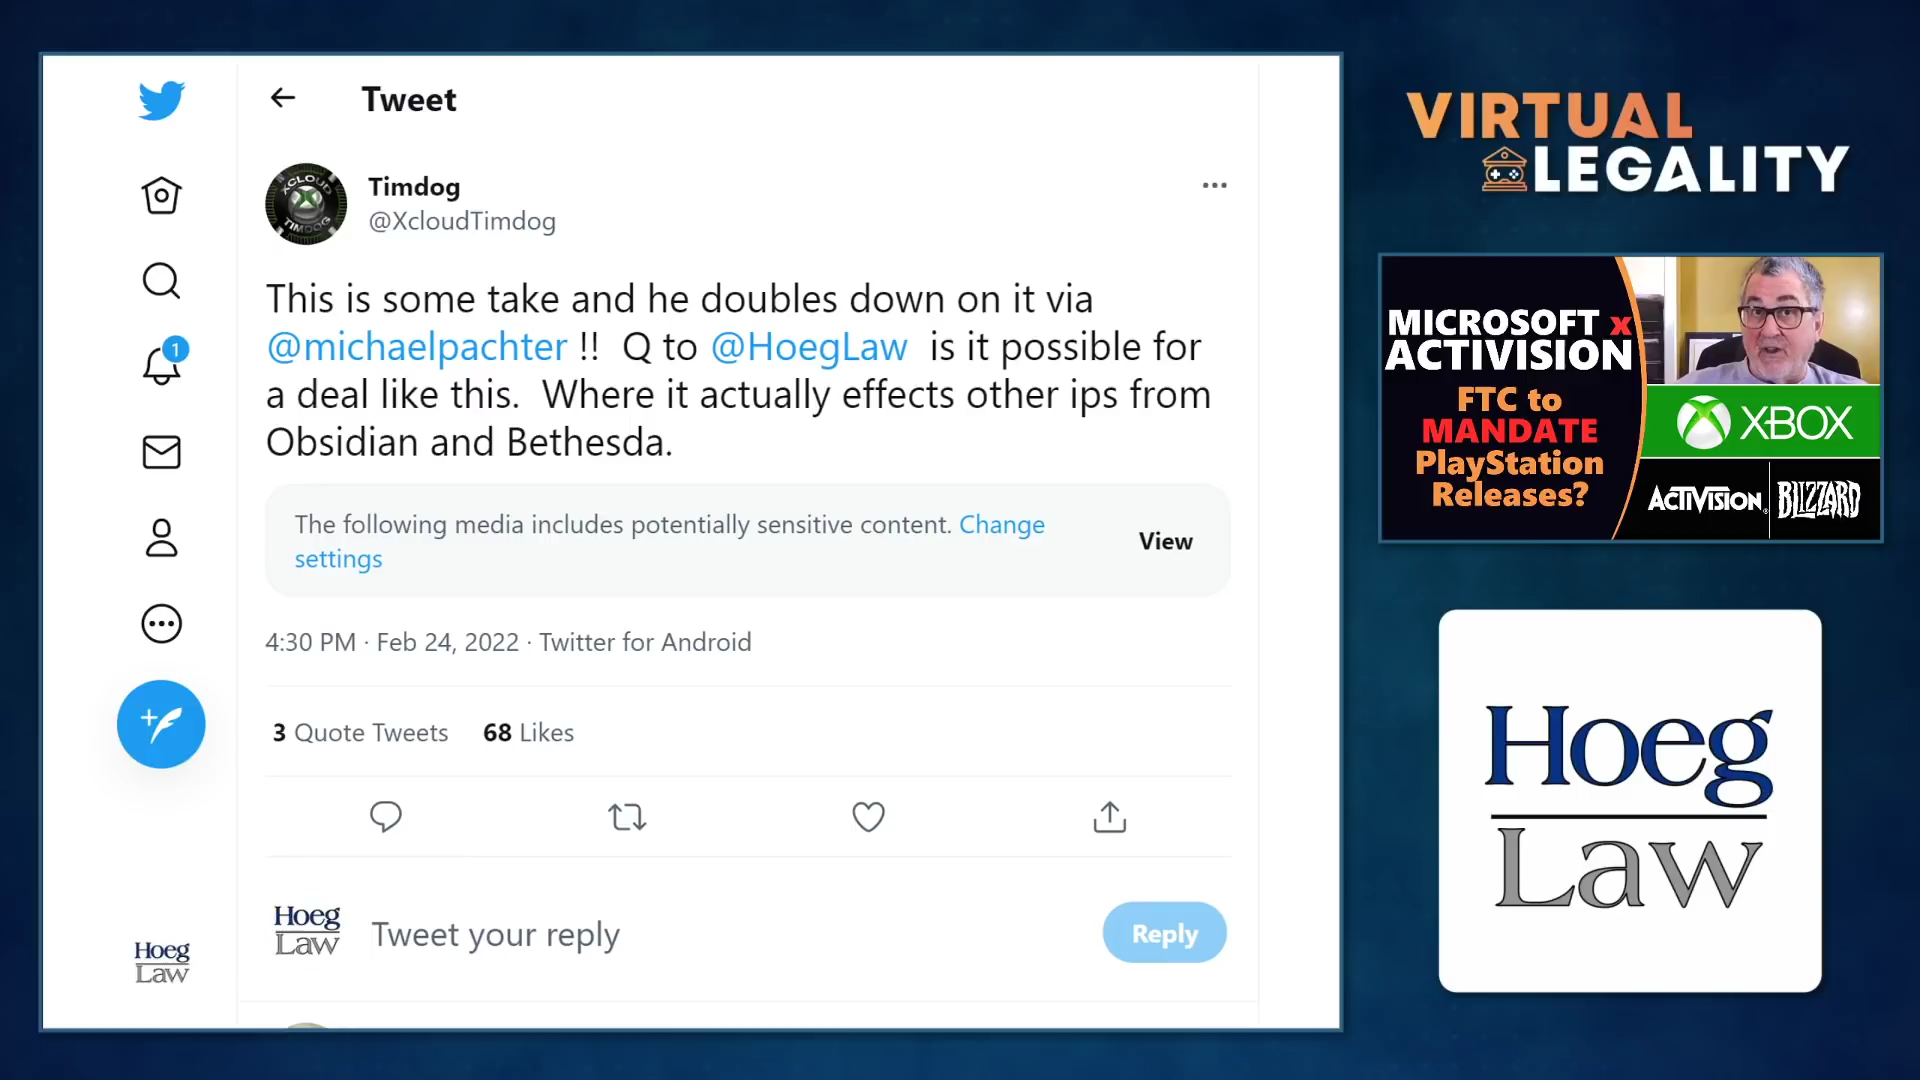 Tweet
XCLOUD
TIMDOG
Timdog
@XcloudTimdog
This is some take and he doubles down on it via
@michaelpachter !!  Q to @HoegLaw  is it possible for
a deal like this.  Where it actually effects other ips from
Obsidian and Bethesda.
The following media includes potentially sensitive content. Change
settings
View
4:30 PM · Feb 24, 2022 · Twitter for Android
3 Quote Tweets 68 Likes
Hoeg
Law
Tweet your reply
Reply
1
Hoeg
Law
VIRTUAL
LEGALITY
MICROSOFT x
ACTIVISION
FTC to
MANDATE
PlayStation
Releases?
XBOX
ACTIVISION
BLIZZARD
Hoeg
Law